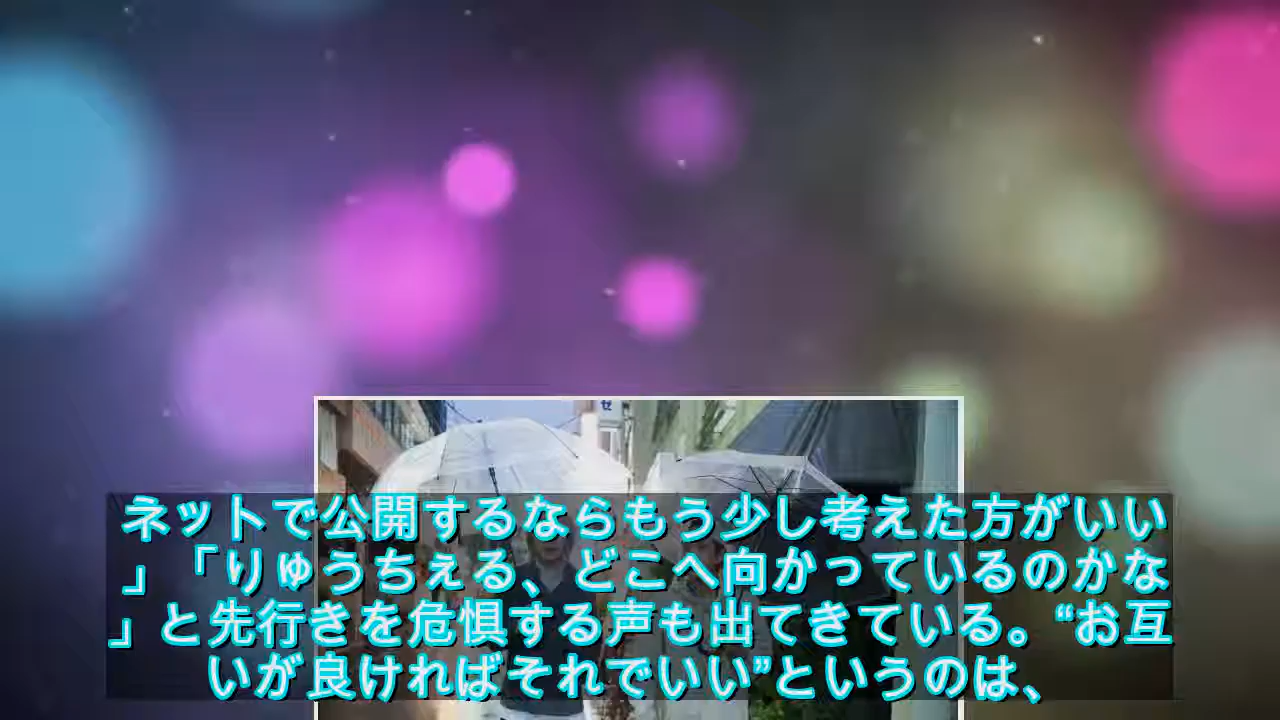 ゼ
ネットで公開するならもう少し考えた方がいい
」「りゅうちぇる、どこへ向かっているのかな
」と先行きを危惧する声も出てきている。“お互
いが良ければそれでいい”というのは、